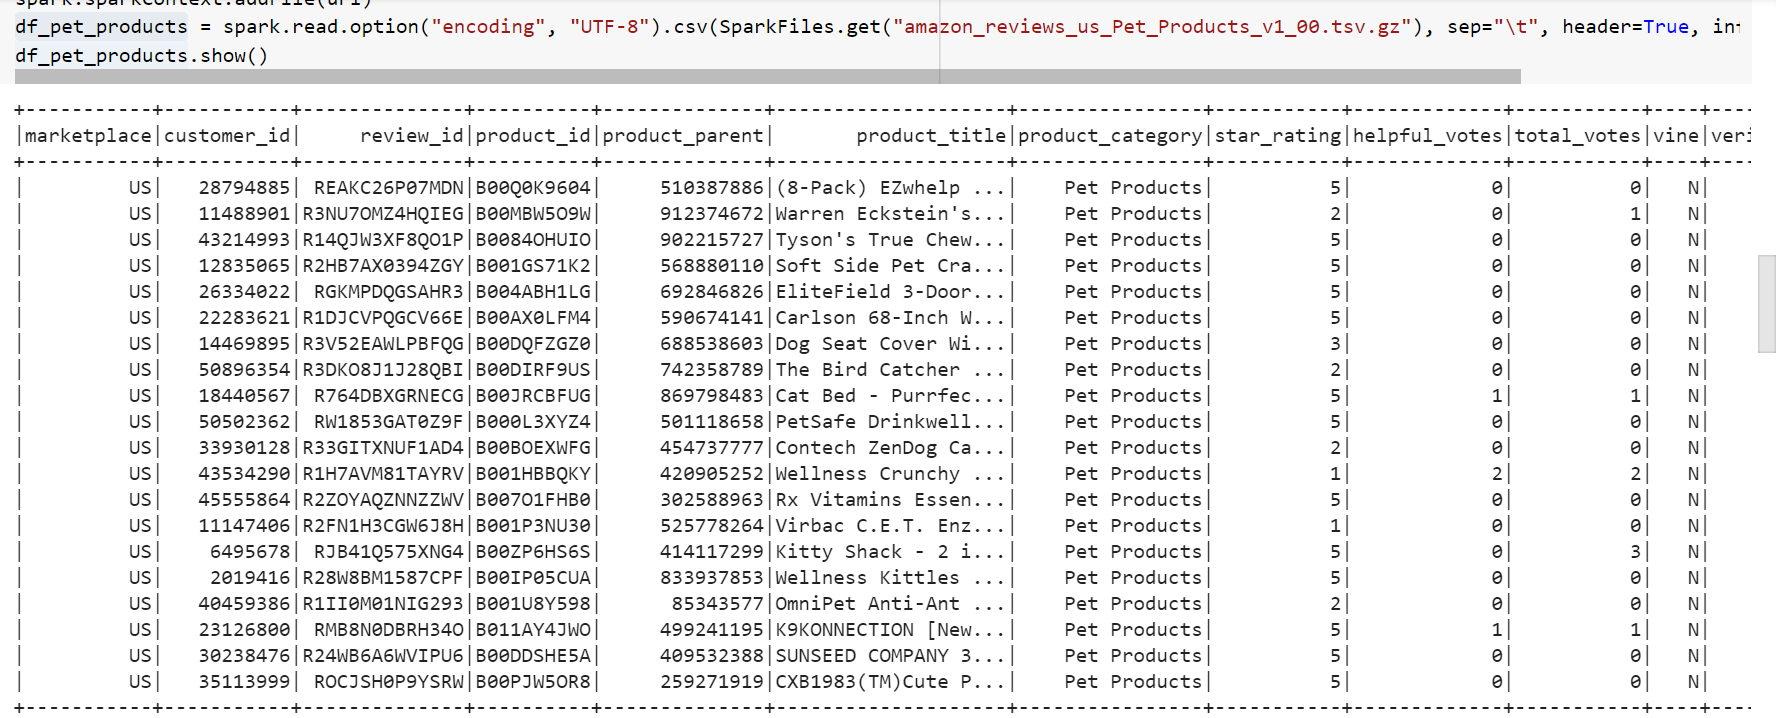 spark.sparkContext.addFile(url)
df_pet_products = spark.read.option("encoding", "UTF-8").csv(SparkFiles.get("amazon_reviews_us_Pet_Products_v1_00.tsv.gz"), sep="\t", header=True, in
df_pet_products.show()
+-----------+-----------+--------------+----------+--------------+--------------------+----------------+-----------+-------------+-----------+----+----
|marketplace|customer_id|     review_id|product_id|product_parent|       product_title|product_category|star_rating|helpful_votes|total_votes|vine|veri
+-----------+-----------+--------------+----------+--------------+--------------------+----------------+-----------+-------------+-----------+----+----
|         US|   28794885| REAKC26P07MDN|B00Q0K9604|     510387886|(8-Pack) EZwhelp ...|    Pet Products|          5|            0|          0|   N|
|         US|   11488901|R3NU7OMZ4HQIEG|B00MBW5O9W|     912374672|Warren Eckstein's...|    Pet Products|          2|            0|          1|   N|
|         US|   43214993|R14QJW3XF8QO1P|B0084OHUIO|     902215727|Tyson's True Chew...|    Pet Products|          5|            0|          0|   N|
|         US|   12835065|R2HB7AX0394ZGY|B001GS71K2|     568880110|Soft Side Pet Cra...|    Pet Products|          5|            0|          0|   N|
|         US|   26334022| RGKMPDQGSAHR3|B004ABH1LG|     692846826|EliteField 3-Door...|    Pet Products|          5|            0|          0|   N|
|         US|   22283621|R1DJCVPQGCV66E|B00AX0LFM4|     590674141|Carlson 68-Inch W...|    Pet Products|          5|            0|          0|   N|
|         US|   14469895|R3V52EAWLPBFQG|B00DQFZGZ0|     688538603|Dog Seat Cover Wi...|    Pet Products|          3|            0|          0|   N|
|         US|   50896354|R3DKO8J1J28QBI|B00DIRF9US|     742358789|The Bird Catcher ...|    Pet Products|          2|            0|          0|   N|
|         US|   18440567| R764DBXGRNECG|B00JRCBFUG|     869798483|Cat Bed - Purrfec...|    Pet Products|          5|            1|          1|   N|
|         US|   50502362| RW1853GAT0Z9F|B000L3XYZ4|     501118658|PetSafe Drinkwell...|    Pet Products|          5|            0|          0|   N|
|         US|   33930128|R33GITXNUF1AD4|B00BOEXWFG|     454737777|Contech ZenDog Ca...|    Pet Products|          2|            0|          0|   N|
|         US|   43534290|R1H7AVM81TAYRV|B001HBBQKY|     420905252|Wellness Crunchy ...|    Pet Products|          1|            2|          2|   N|
|         US|   45555864|R2ZOYAQZNNZZWV|B007O1FHB0|     302588963|Rx Vitamins Essen...|    Pet Products|          5|            0|          0|   N|
|         US|   11147406|R2FN1H3CGW6J8H|B001P3NU30|     525778264|Virbac C.E.T. Enz...|    Pet Products|          1|            0|          0|   N|
|         US|    6495678| RJB41Q575XNG4|B00ZP6HS6S|     414117299|Kitty Shack - 2 i...|    Pet Products|          5|            0|          3|   N|
|         US|    2019416|R28W8BM1587CPF|B00IP05CUA|     833937853|Wellness Kittles ...|    Pet Products|          5|            0|          0|   N|
|         US|   40459386|R1II0M01NIG293|B001U8Y598|      85343577|OmniPet Anti-Ant ...|    Pet Products|          2|            0|          0|   N|
|         US|   23126800| RMB8N0DBRH34O|B011AY4JWO|     499241195|K9KONNECTION [New...|    Pet Products|          5|            1|          1|   N|
|         US|   30238476|R24WB6A6WVIPU6|B00DDSHE5A|     409532388|SUNSEED COMPANY 3...|    Pet Products|          5|            0|          0|   N|
|         US|   35113999| ROCJSH0P9YSRW|B00PJW5OR8|     259271919|CXB1983(TM)Cute P...|    Pet Products|          5|            0|          0|   N|
+-----------+-----------+--------------+----------+--------------+--------------------+----------------+-----------+-------------+-----------+----+----